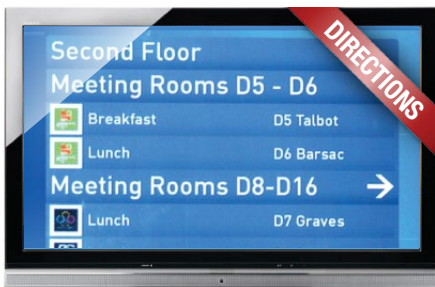 Second Floor
DIRECTIONS
Meeting Rooms D5 - D6
Breakfast D5 Talbot
Lunch D6 Barsac
Meeting Rooms D8-D16 →
Lunch D7 Graves